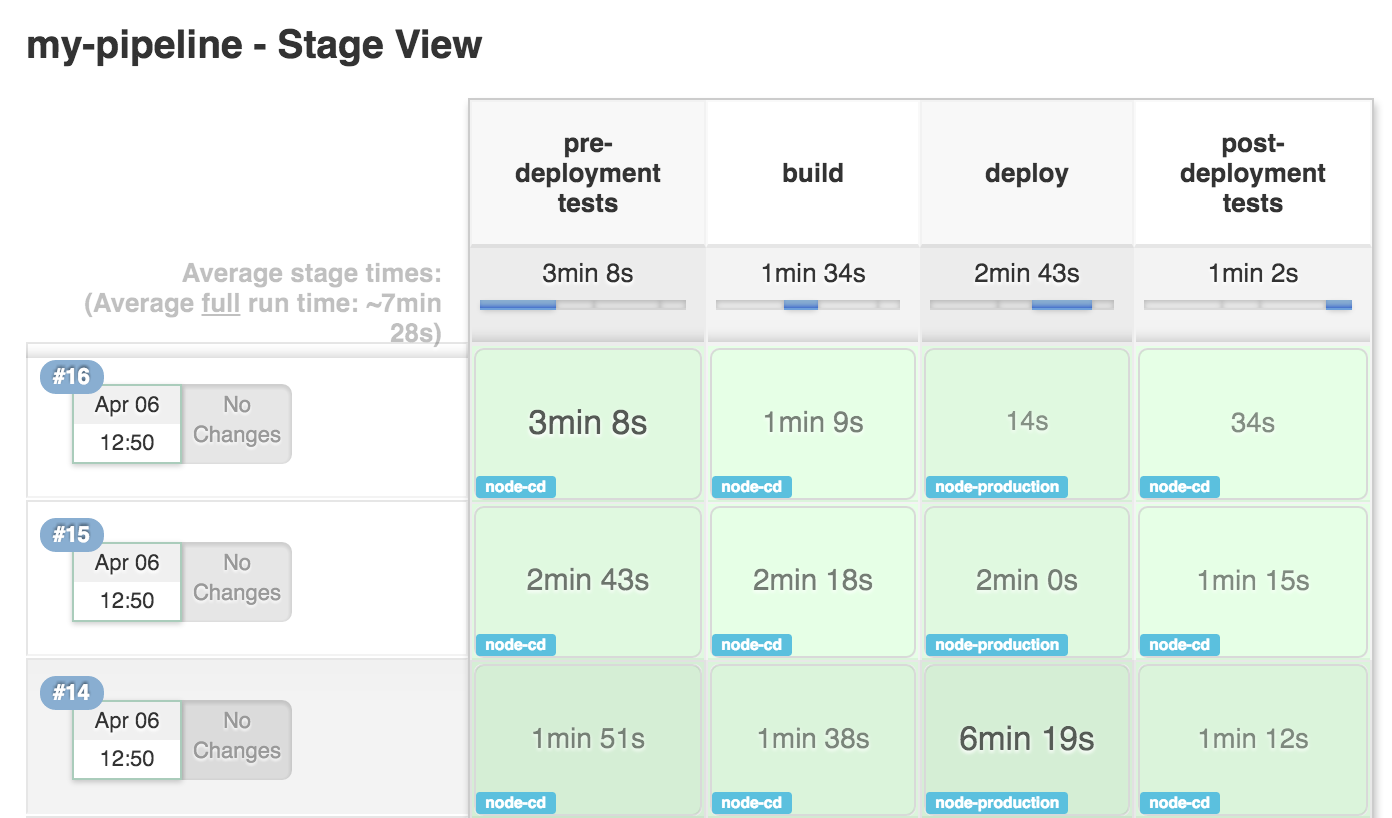 my-pipeline - Stage View
pre-
deployment
tests
build
deploy
post-
deployment
tests
Average stage times:
(Average full run time: ~7min
28s)
3min 8s
1min 34s
2min 43s
1min 2s
#16
Apr 06
12:50
No
Changes
3min 8s
node-cd
1min 9s
node-cd
14s
node-production
34s
node-cd
#15
Apr 06
12:50
No
Changes
2min 43s
node-cd
2min 18s
node-cd
2min 0s
node-production
1min 15s
node-cd
#14
Apr 06
12:50
No
Changes
1min 51s
node-cd
1min 38s
node-cd
6min 19s
node-production
1min 12s
node-cd